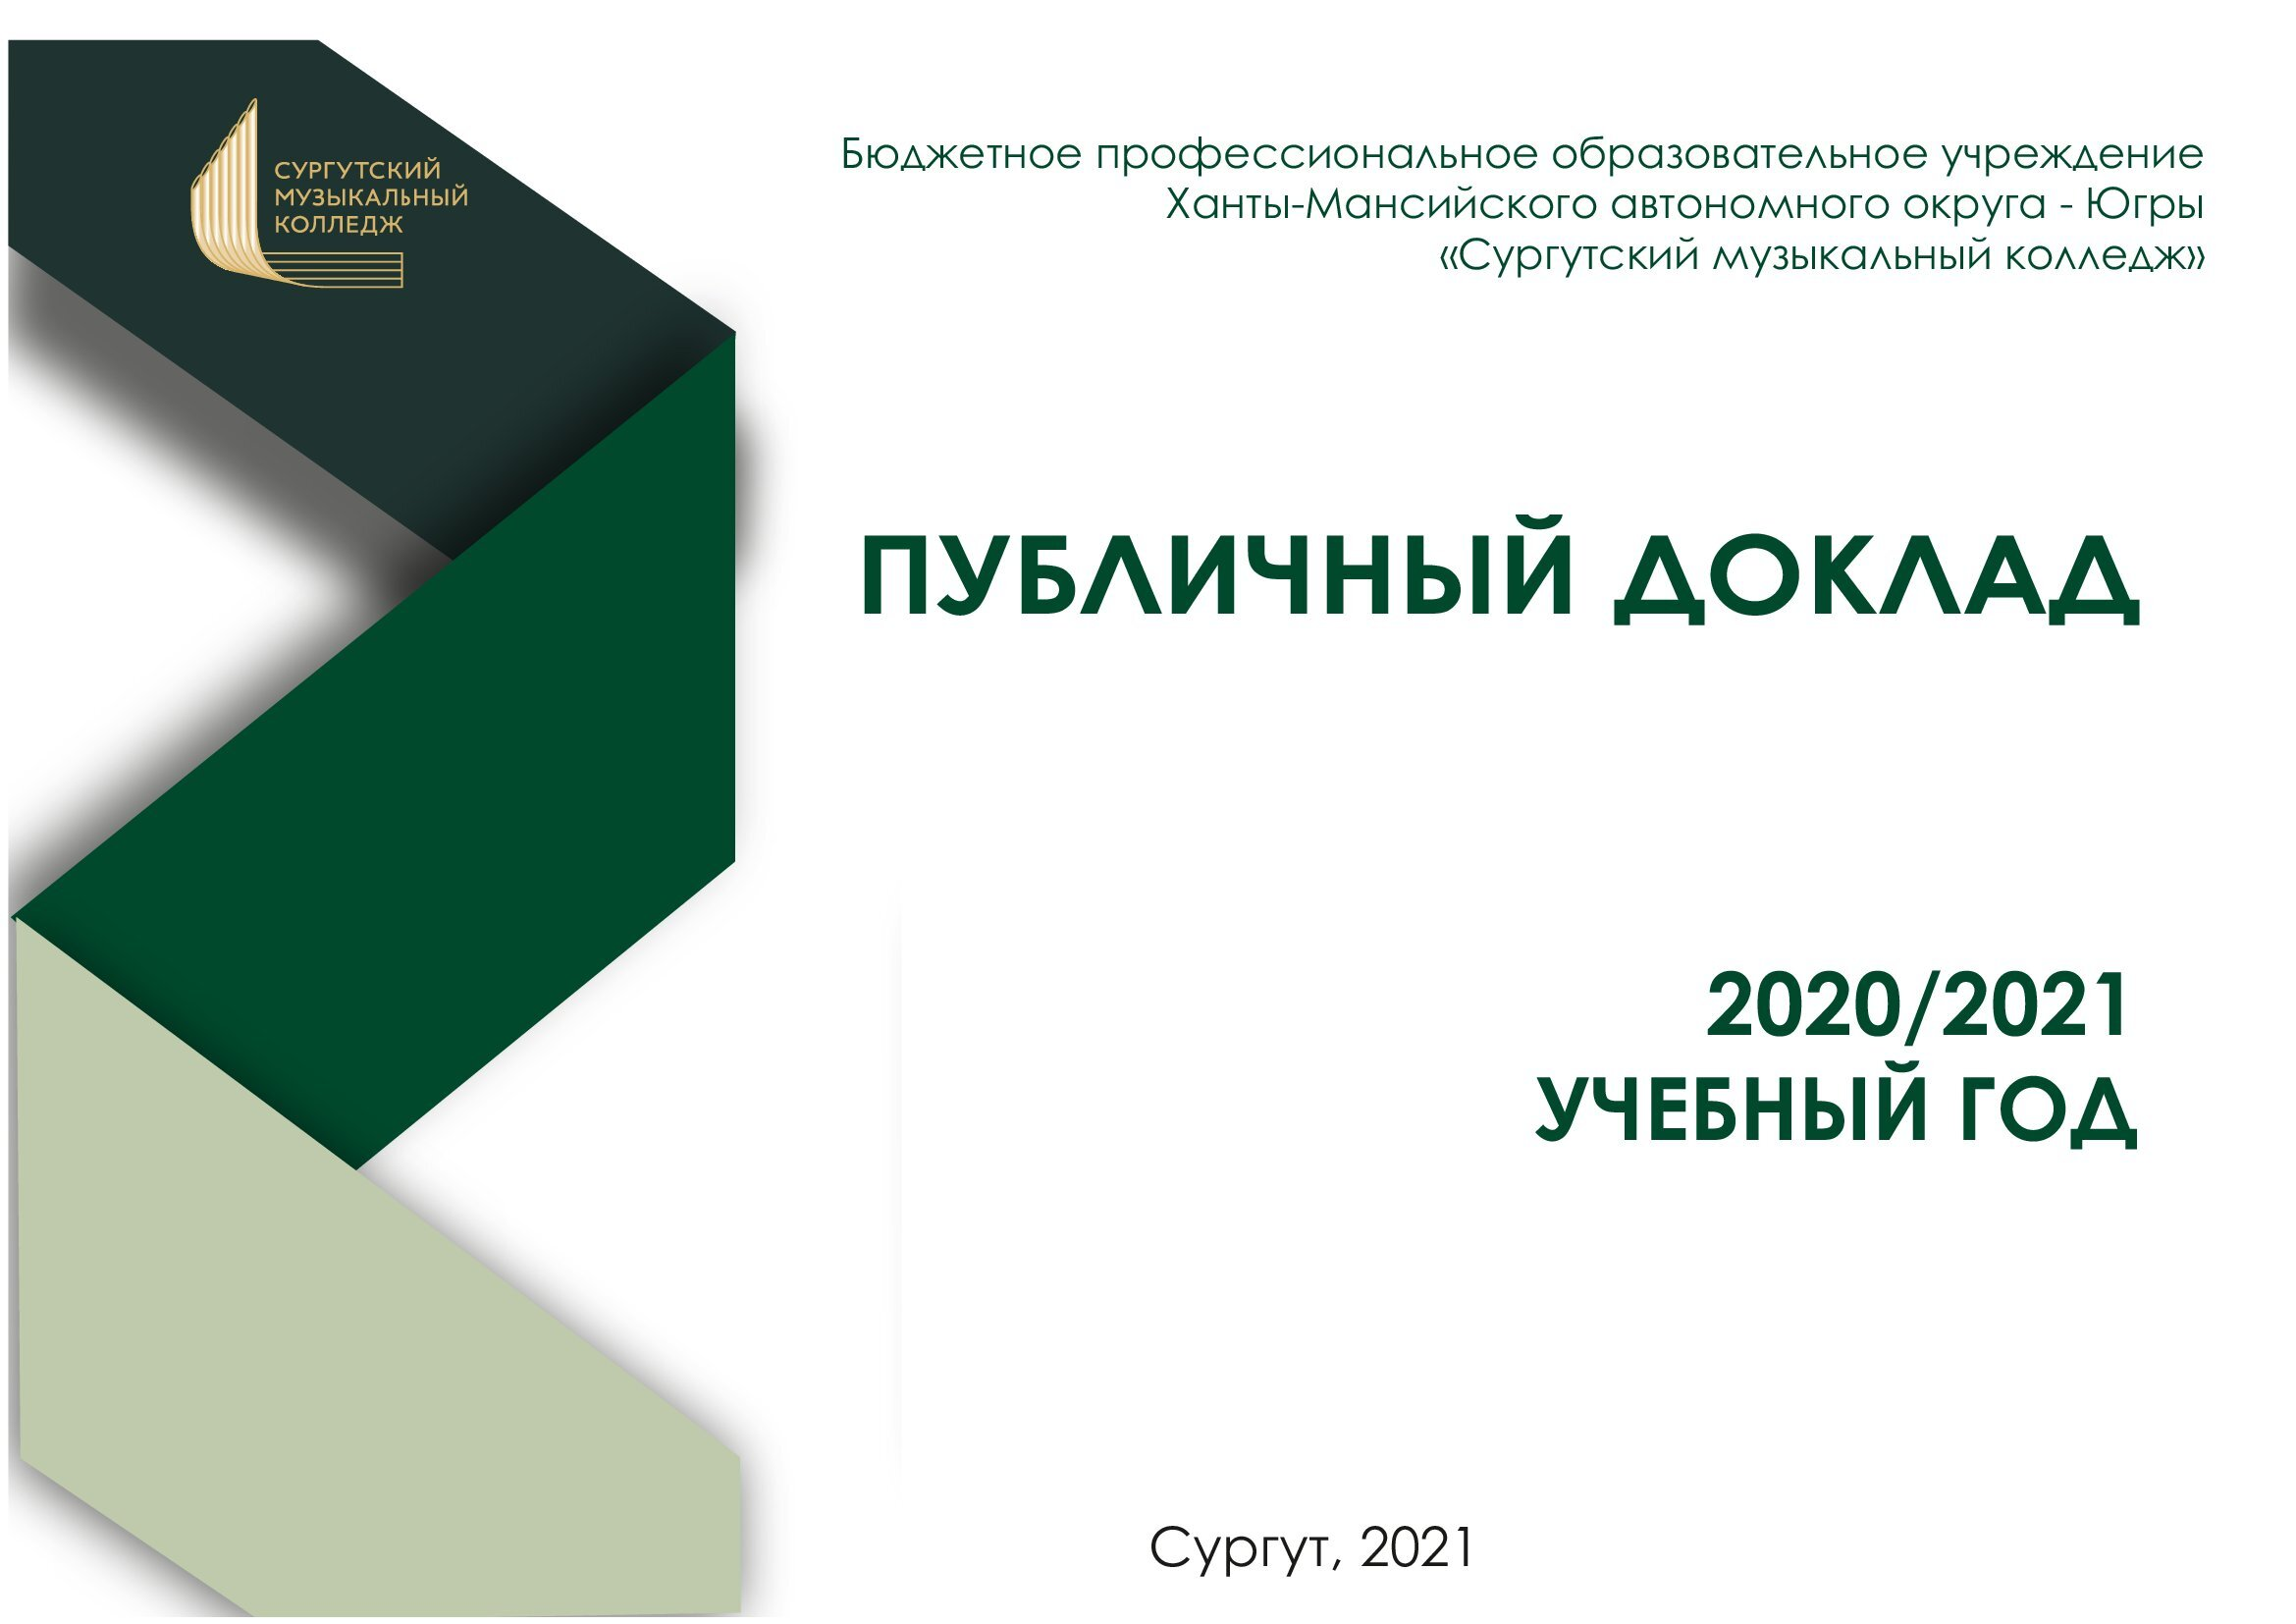 СУРГУТСКИЙ
МУЗЫКАЛЬНЫЙ
КОЛЛЕДЖ
Бюджетное профессиональное образовательное учреждение
Ханты-Мансийского автономного округа - Югры
«Сургутский музыкальный колледж»
ПУБЛИЧНЫЙ ДОКЛАД
2020/2021
УЧЕБНЫЙ ГОД
Сургут, 2021